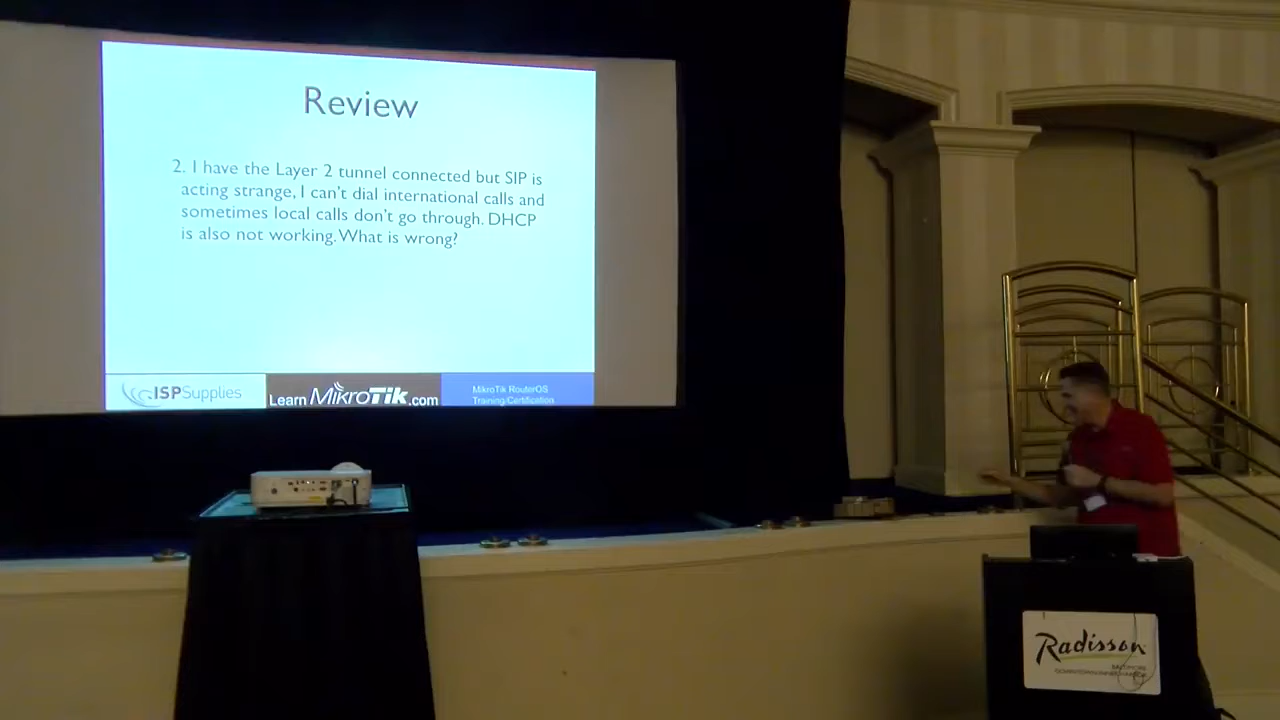 Review
2. I have the Layer 2 tunnel connected but SIP is
acting strange, I can't dial international calls and
sometimes local calls don't go through. DHCP
is also not working. What is wrong?
ISPSupplies
LearnMikroTik.com
MikroTik RouterOS
Training Certification
Radisson
BALTIMORE